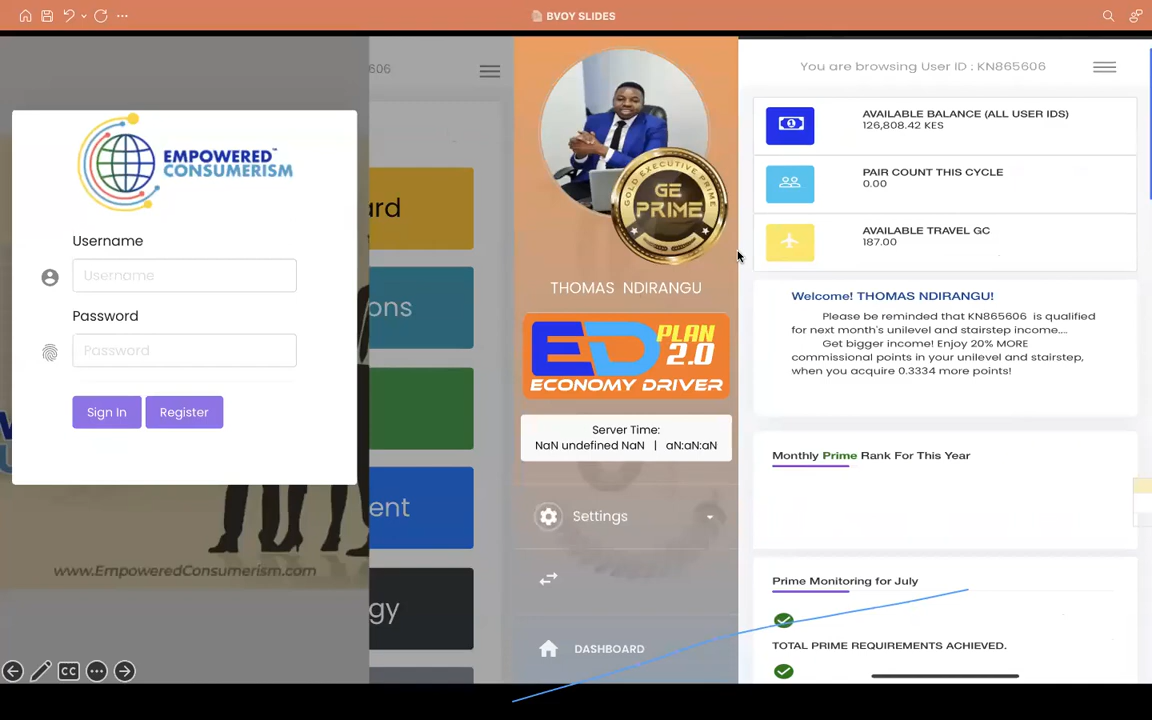 BVOY SLIDES
EMPOWERED™
CONSUMERISM
Username
Username
Password
Password
Sign In
Register
www.EmpoweredConsumerism.com
606
ard
ons
ent
gy
GOLD EXECUTIVE PRIME
GE
PRIME
THOMAS NDIRANGU
ED PLAN
2.0
ECONOMY DRIVER
Server Time:
NaN undefined NaN | aN:aN:aN
Settings
DASHBOARD
You are browsing User ID : KN865606
AVAILABLE BALANCE (ALL USER IDS)
126,808.42 KES
PAIR COUNT THIS CYCLE
0.00
AVAILABLE TRAVEL GC
187.00
Welcome! THOMAS NDIRANGU!
Please be reminded that KN865606 is qualified
for next month's unilevel and stairstep income....
Get bigger income! Enjoy 20% MORE
commissional points in your unilevel and stairstep,
when you acquire 0.3334 more points!
Monthly Prime Rank For This Year
Prime Monitoring for July
TOTAL PRIME REQUIREMENTS ACHIEVED.
CC